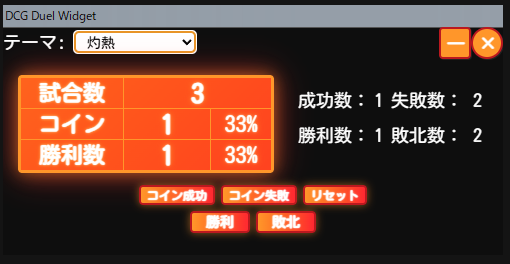 DCG Duel Widget
テーマ: 灼熱
試合数 3
コイン 1 33%
勝利数 1 33%
成功数： 1 失敗数： 2
勝利数： 1 敗北数： 2
コイン成功 コイン失敗 リセット
勝利 敗北